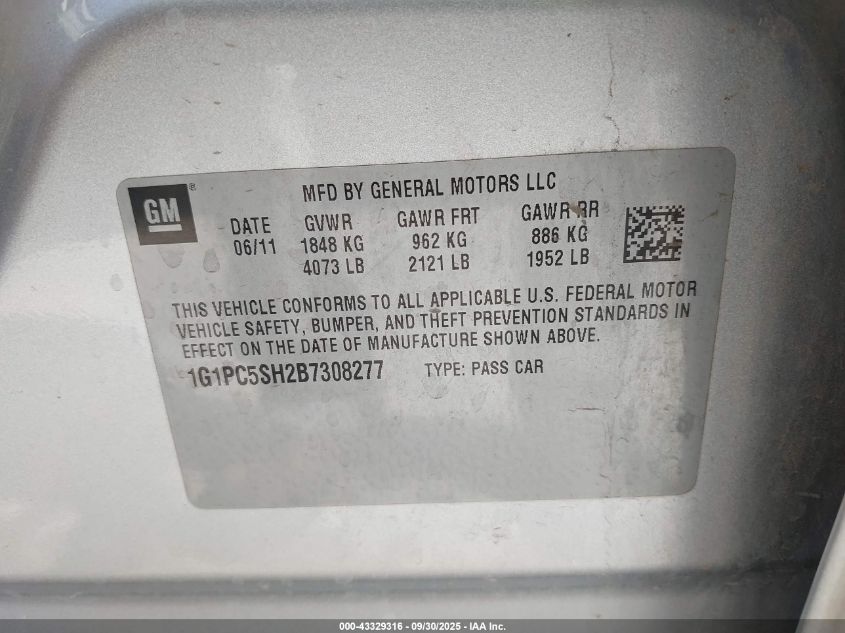 GM ®
MFD BY GENERAL MOTORS LLC
DATE GVWR GAWR FRT GAWR RR
06/11 1848 KG 962 KG 886 KG
4073 LB 2121 LB 1952 LB
THIS VEHICLE CONFORMS TO ALL APPLICABLE U.S. FEDERAL MOTOR
VEHICLE SAFETY, BUMPER, AND THEFT PREVENTION STANDARDS IN
EFFECT ON THE DATE OF MANUFACTURE SHOWN ABOVE.
1G1PC5SH2B7308277 TYPE: PASS CAR
000-43329316 - 09/30/2025 - IAA Inc.